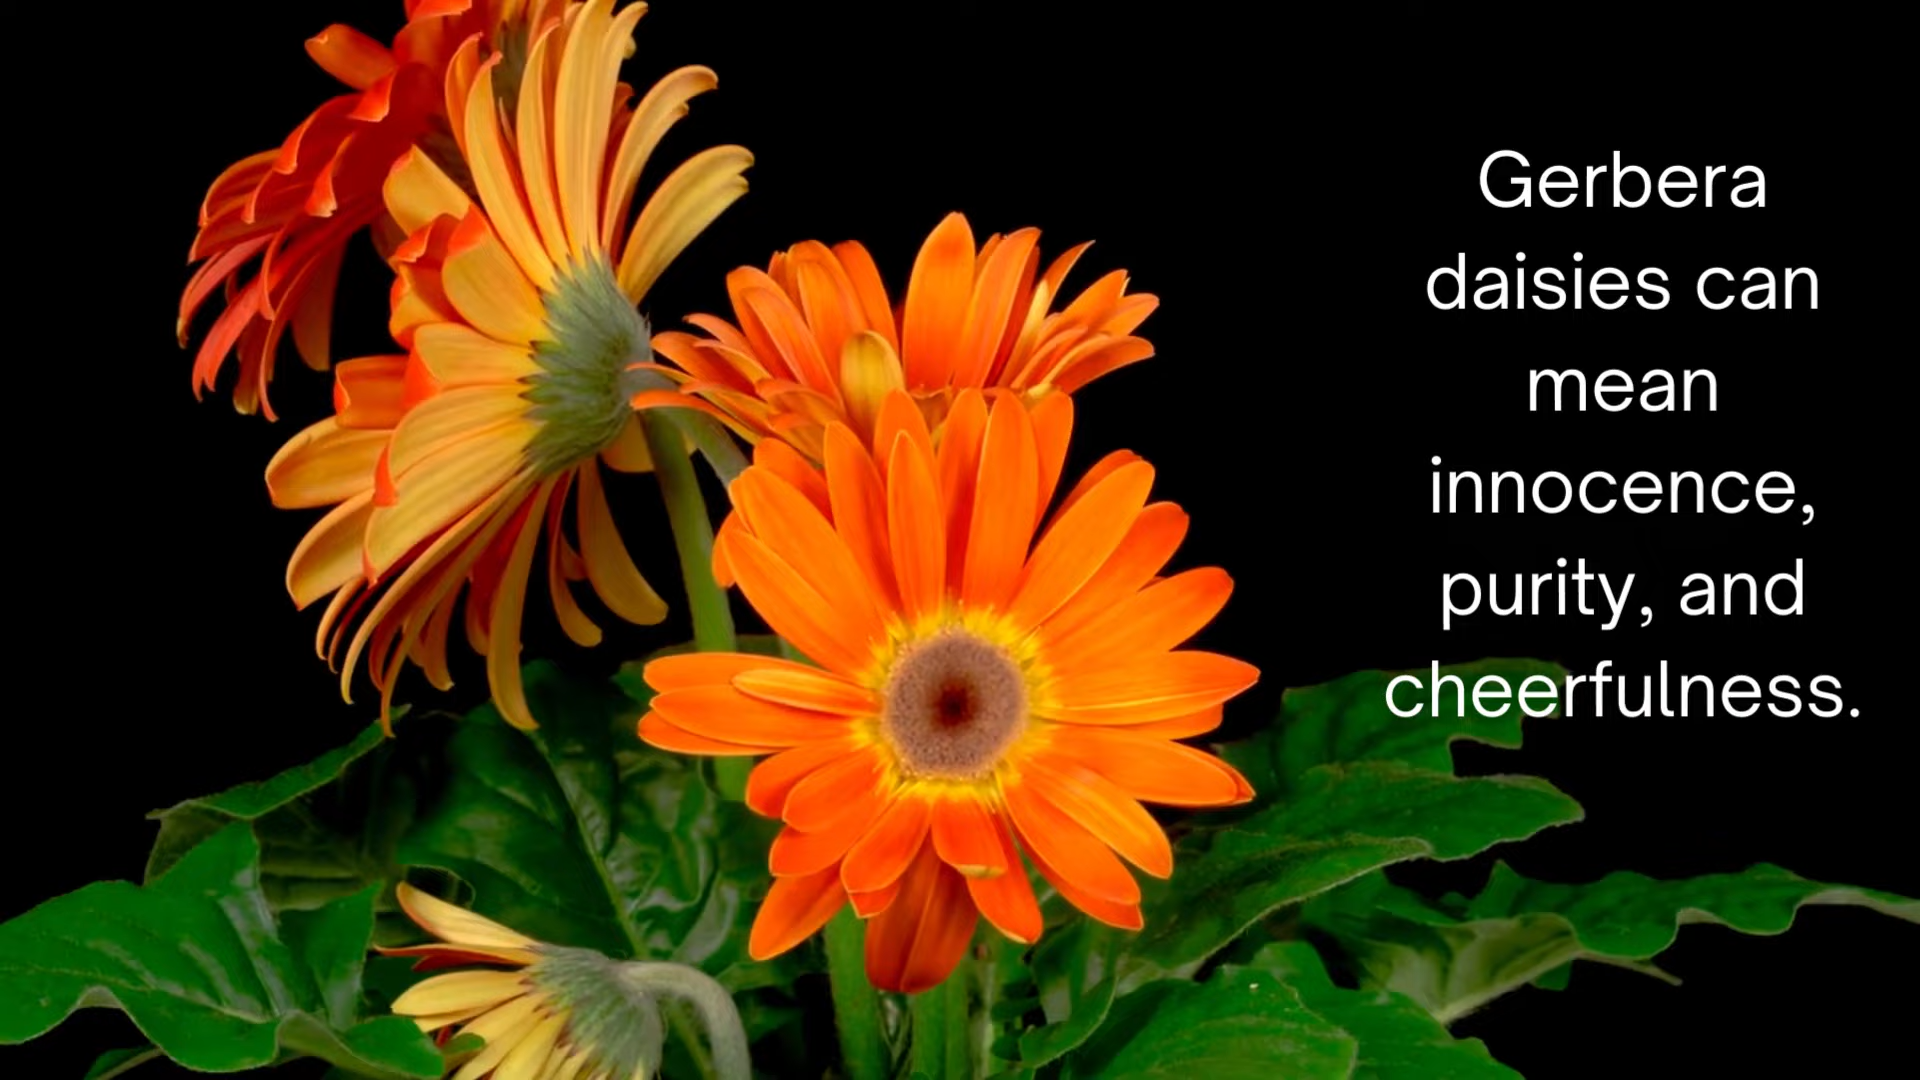 Gerbera
daisies can
mean
innocence,
purity, and
cheerfulness.